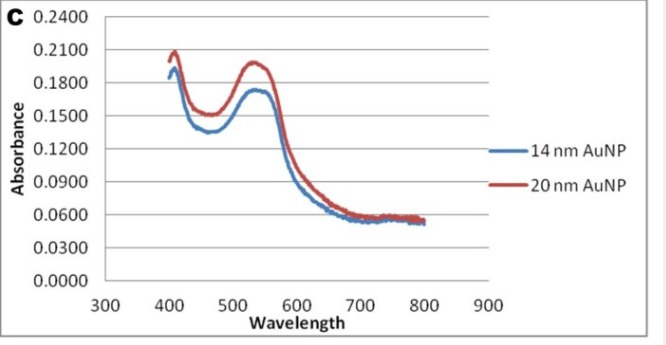 C
0.2400
0.2100
0.1800
0.1500
0.1200
0.0900
0.0600
0.0300
0.0000
Absorbance
300 400 500 600 700 800 900
Wavelength
14 nm AuNP
20 nm AuNP